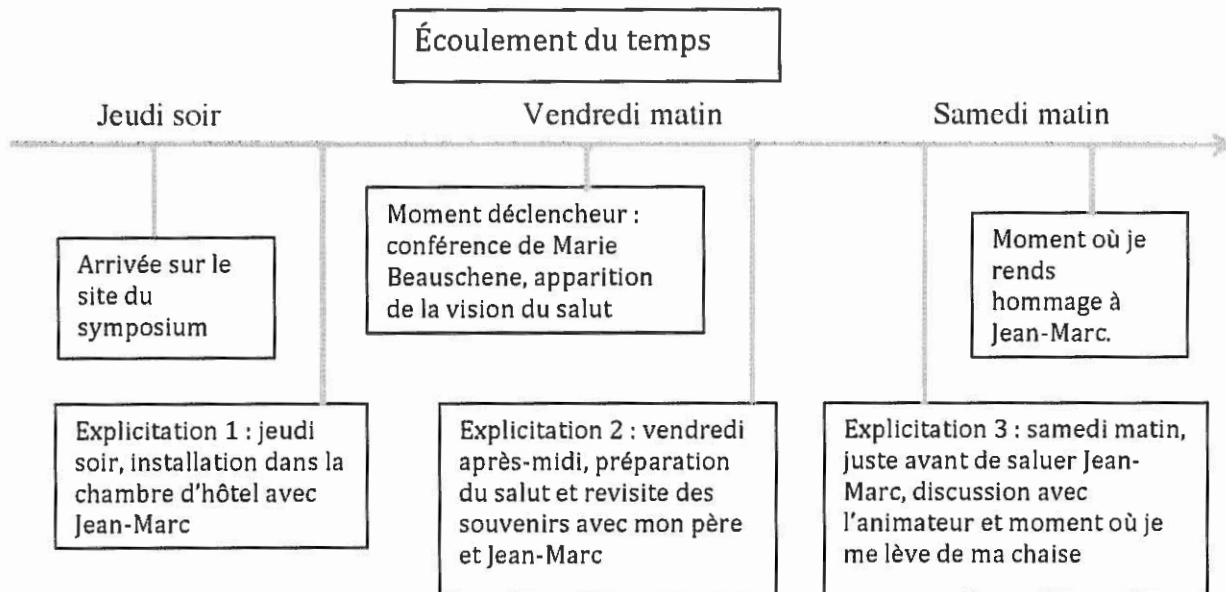 Écoulement du temps
Jeudi soir
Vendredi matin
Samedi matin
Arrivée sur le
site du
symposium
Moment déclencheur :
conférence de Marie
Beauschene, apparition
de la vision du salut
Moment où je
rends
hommage à
Jean-Marc.
Explicitation 1 : jeudi
soir, installation dans la
chambre d'hôtel avec
Jean-Marc
Explicitation 2 : vendredi
après-midi, préparation
du salut et revisite des
souvenirs avec mon père
et Jean-Marc
Explicitation 3 : samedi matin,
juste avant de saluer Jean-
Marc, discussion avec
l'animateur et moment où je
me lève de ma chaise